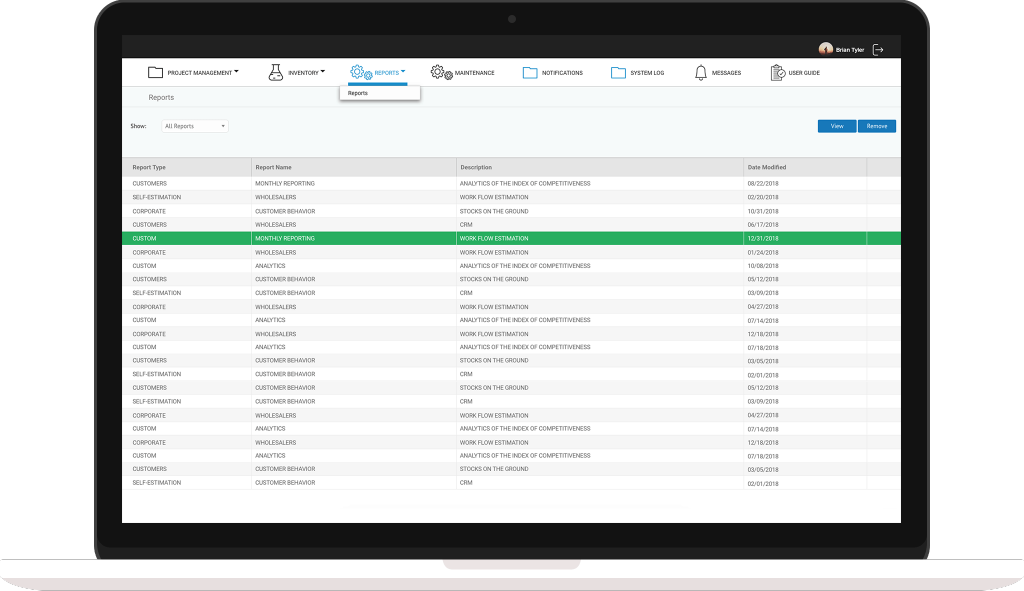 Brian Tyler
PROJECT MANAGEMENT INVENTORY REPORTS MAINTENANCE NOTIFICATIONS SYSTEM LOG MESSAGES USER GUIDE
Reports
Reports
Show: All Reports View Remove
Report Type Report Name Description Date Modified
CUSTOMERS MONTHLY REPORTING ANALYTICS OF THE INDEX OF COMPETITIVENESS 08/22/2018
SELF-ESTIMATION WHOLESALERS WORK FLOW ESTIMATION 02/20/2018
CORPORATE CUSTOMER BEHAVIOR STOCKS ON THE GROUND 10/31/2018
CUSTOMERS WHOLESALERS CRM 06/17/2018
CUSTOM MONTHLY REPORTING WORK FLOW ESTIMATION 12/31/2018
CORPORATE WHOLESALERS WORK FLOW ESTIMATION 01/24/2018
CUSTOM ANALYTICS ANALYTICS OF THE INDEX OF COMPETITIVENESS 10/08/2018
CUSTOMERS CUSTOMER BEHAVIOR STOCKS ON THE GROUND 05/12/2018
SELF-ESTIMATION CUSTOMER BEHAVIOR CRM 03/09/2018
CORPORATE WHOLESALERS WORK FLOW ESTIMATION 04/27/2018
CUSTOM ANALYTICS ANALYTICS OF THE INDEX OF COMPETITIVENESS 07/14/2018
CORPORATE WHOLESALERS WORK FLOW ESTIMATION 12/18/2018
CUSTOM ANALYTICS ANALYTICS OF THE INDEX OF COMPETITIVENESS 07/18/2018
CUSTOMERS CUSTOMER BEHAVIOR STOCKS ON THE GROUND 03/05/2018
SELF-ESTIMATION CUSTOMER BEHAVIOR CRM 02/01/2018
CUSTOMERS CUSTOMER BEHAVIOR STOCKS ON THE GROUND 05/12/2018
SELF-ESTIMATION CUSTOMER BEHAVIOR CRM 03/09/2018
CORPORATE WHOLESALERS WORK FLOW ESTIMATION 04/27/2018
CUSTOM ANALYTICS ANALYTICS OF THE INDEX OF COMPETITIVENESS 07/14/2018
CORPORATE WHOLESALERS WORK FLOW ESTIMATION 12/18/2018
CUSTOM ANALYTICS ANALYTICS OF THE INDEX OF COMPETITIVENESS 07/18/2018
CUSTOMERS CUSTOMER BEHAVIOR STOCKS ON THE GROUND 03/05/2018
SELF-ESTIMATION CUSTOMER BEHAVIOR CRM 02/01/2018